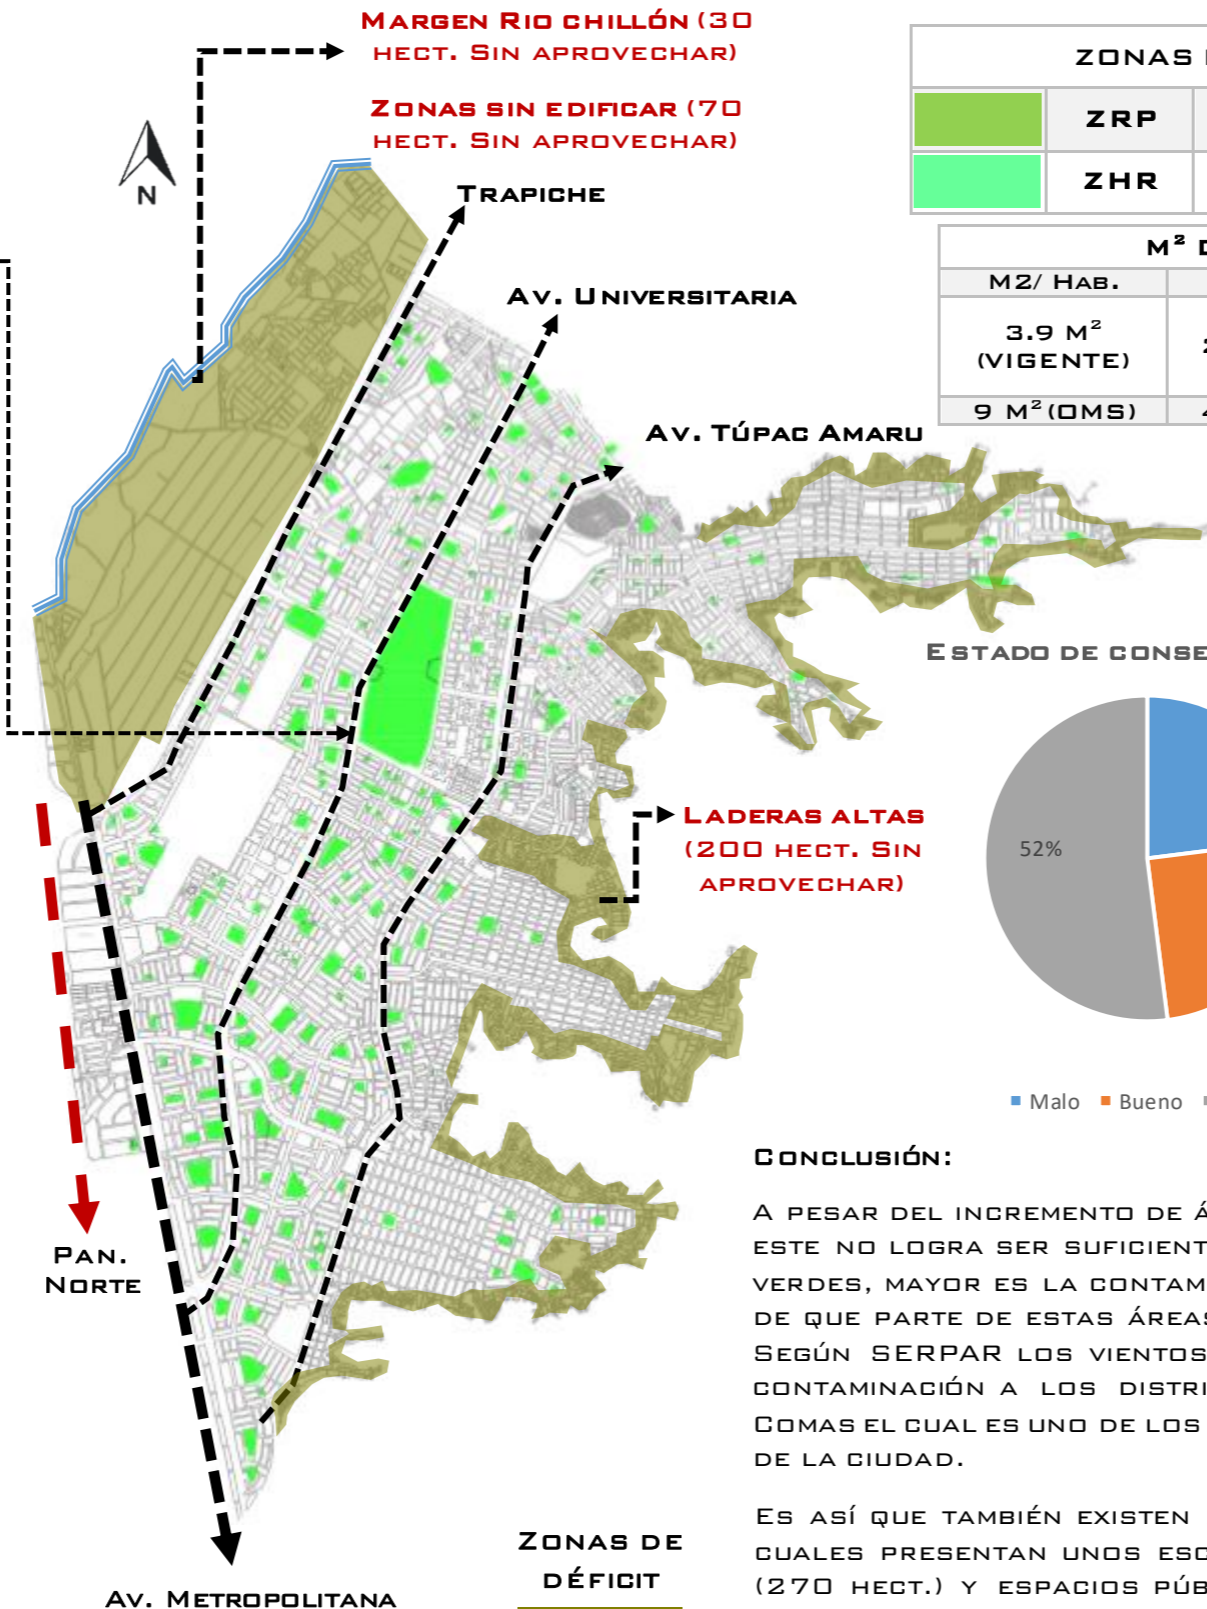 MARGEN RIO CHILLÓN (30
HECT. SIN APROVECHAR)
ZONAS SIN EDIFICAR (70
HECT. SIN APROVECHAR)
N
TRAPICHE
AV. UNIVERSITARIA
AV. TÚPAC AMARU
ZONAS
ZRP
ZHR
M²
M2/ HAB.
3.9 M²
(VIGENTE)
9 M² (OMS)
LADERAS ALTAS
(200 HECT. SIN
APROVECHAR)
ESTADO DE CONSE
52%
Malo Bueno
PAN.
NORTE
AV. METROPOLITANA
ZONAS DE
DÉFICIT
CONCLUSIÓN:
A PESAR DEL INCREMENTO DE Á
ESTE NO LOGRA SER SUFICIENT
VERDES, MAYOR ES LA CONTAM
DE QUE PARTE DE ESTAS ÁREAS
SEGÚN SERPAR LOS VIENTOS
CONTAMINACIÓN A LOS DISTRI
COMAS EL CUAL ES UNO DE LOS
DE LA CIUDAD.
ES ASÍ QUE TAMBIÉN EXISTEN
CUALES PRESENTAN UNOS ESC
(270 HECT.) Y ESPACIOS PÚB